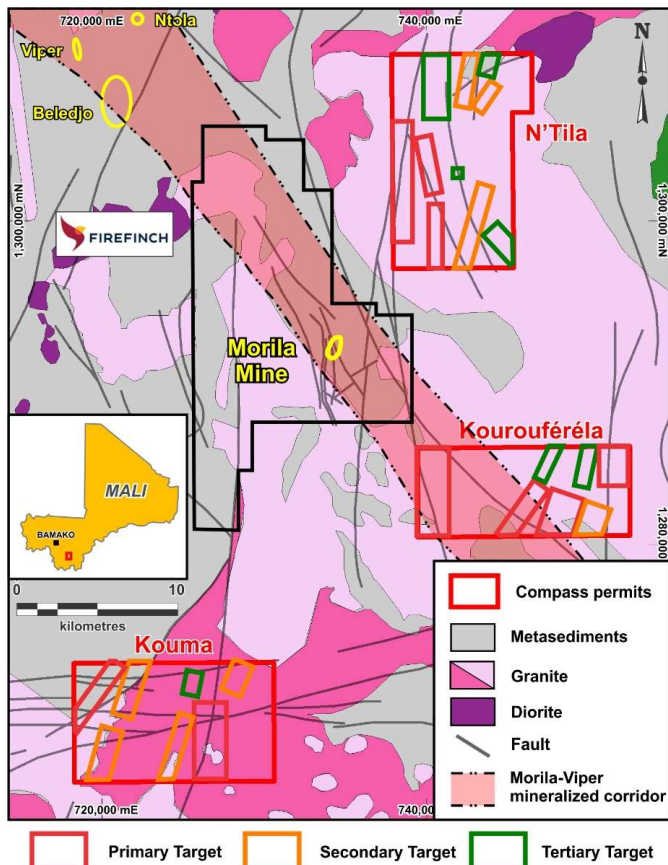 720,000 mE
Ntola
740,000 mE
N
Viper
Beledjo
N'Tila
1,300,000 mN
1,300,000 mN
FIREFINCH
Morila
Mine
Kourouféréla
MALI
BAMAKO
1,280,000
0
10
kilometres
Kouma
Compass permits
Metasediments
Granite
Diorite
Fault
Morila-Viper
mineralized corridor
720,000 mE
740,000
Primary Target
Secondary Target
Tertiary Target